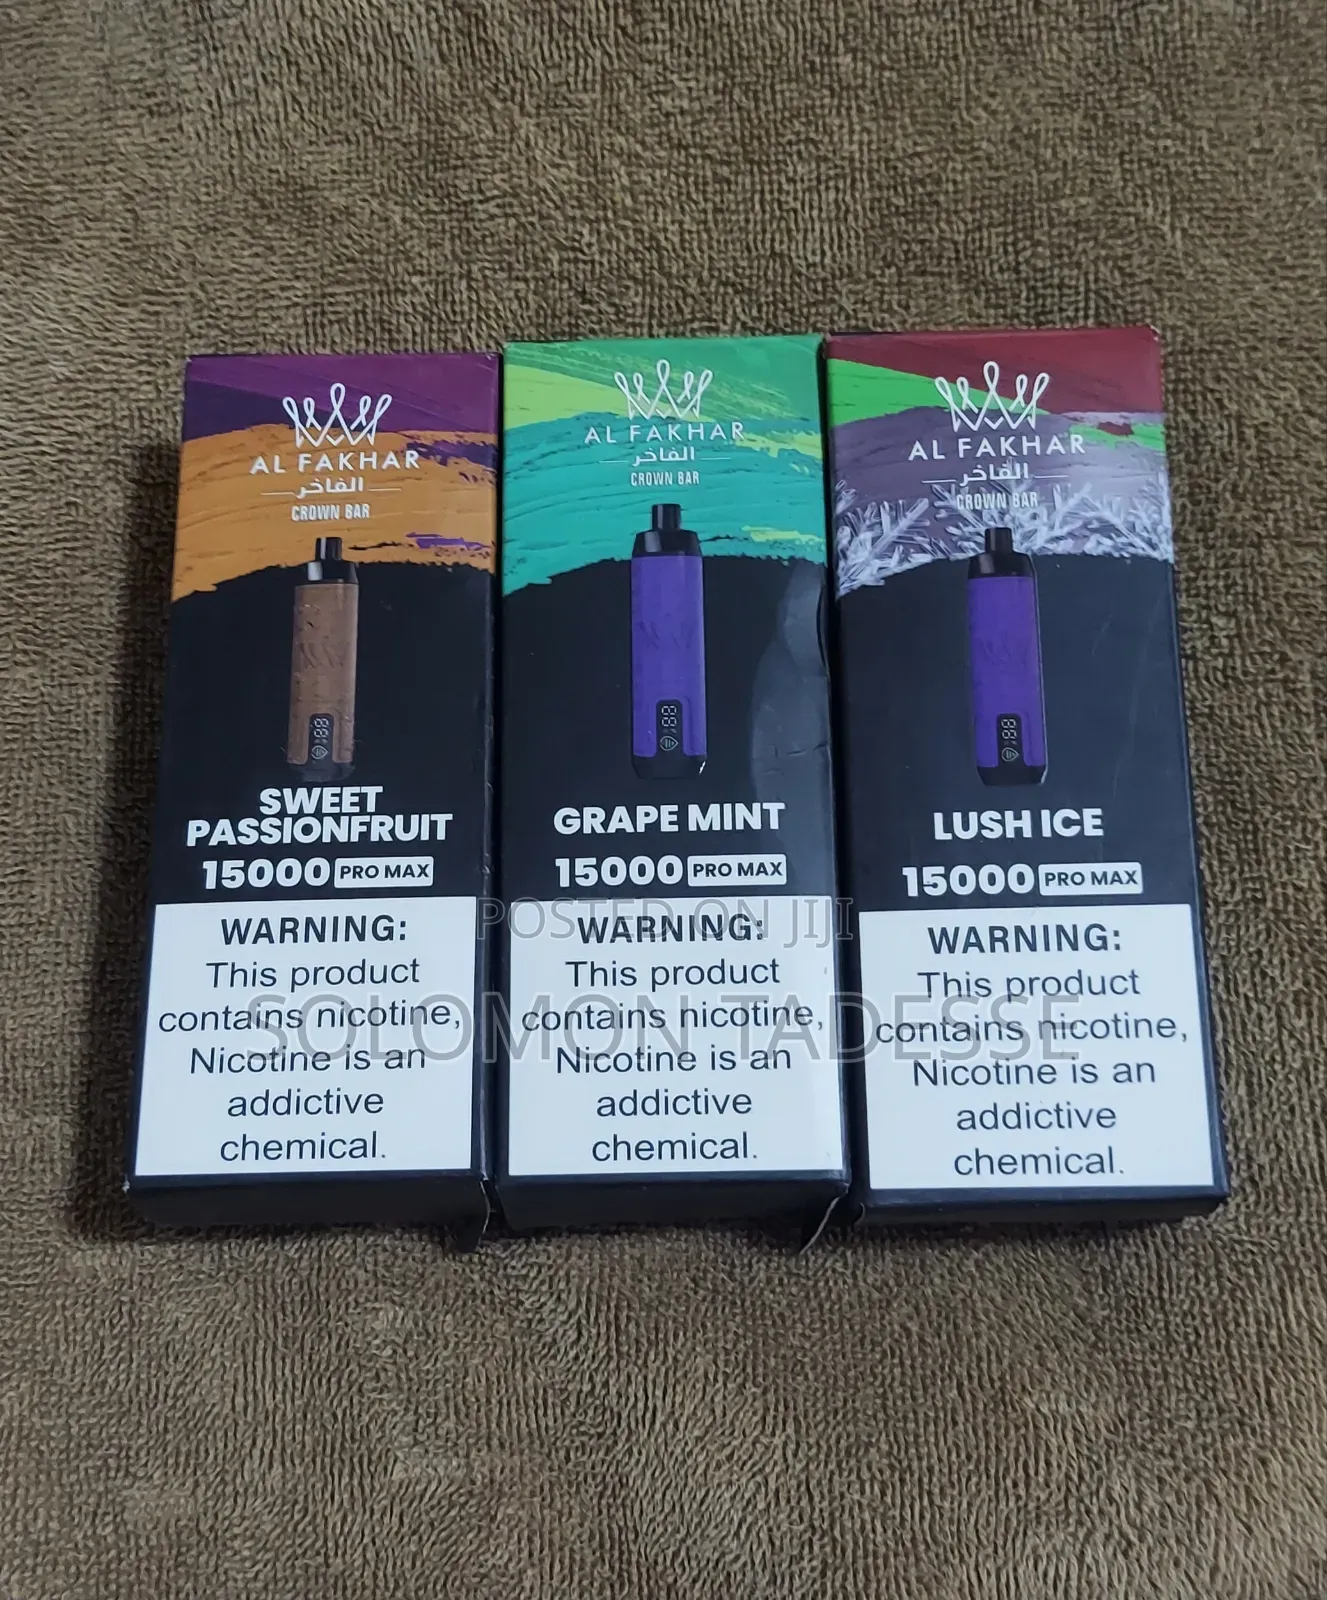 AL FAKHAR
الفاخر
CROWN BAR
SWEET
PASSIONFRUIT
15000 PRO MAX
WARNING:
This product
contains nicotine,
Nicotine is an
addictive
chemical.
AL FAKHAR
الفاخر
CROWN BAR
GRAPE MINT
15000 PRO MAX
WARNING:
This product
contains nicotine,
Nicotine is an
addictive
chemical.
AL FAKHAR
الفاخر
CROWN BAR
LUSH ICE
15000 PRO MAX
WARNING:
This product
contains nicotine,
Nicotine is an
addictive
chemical.
POSTED ON JIJI
SOLOMON TADESSE